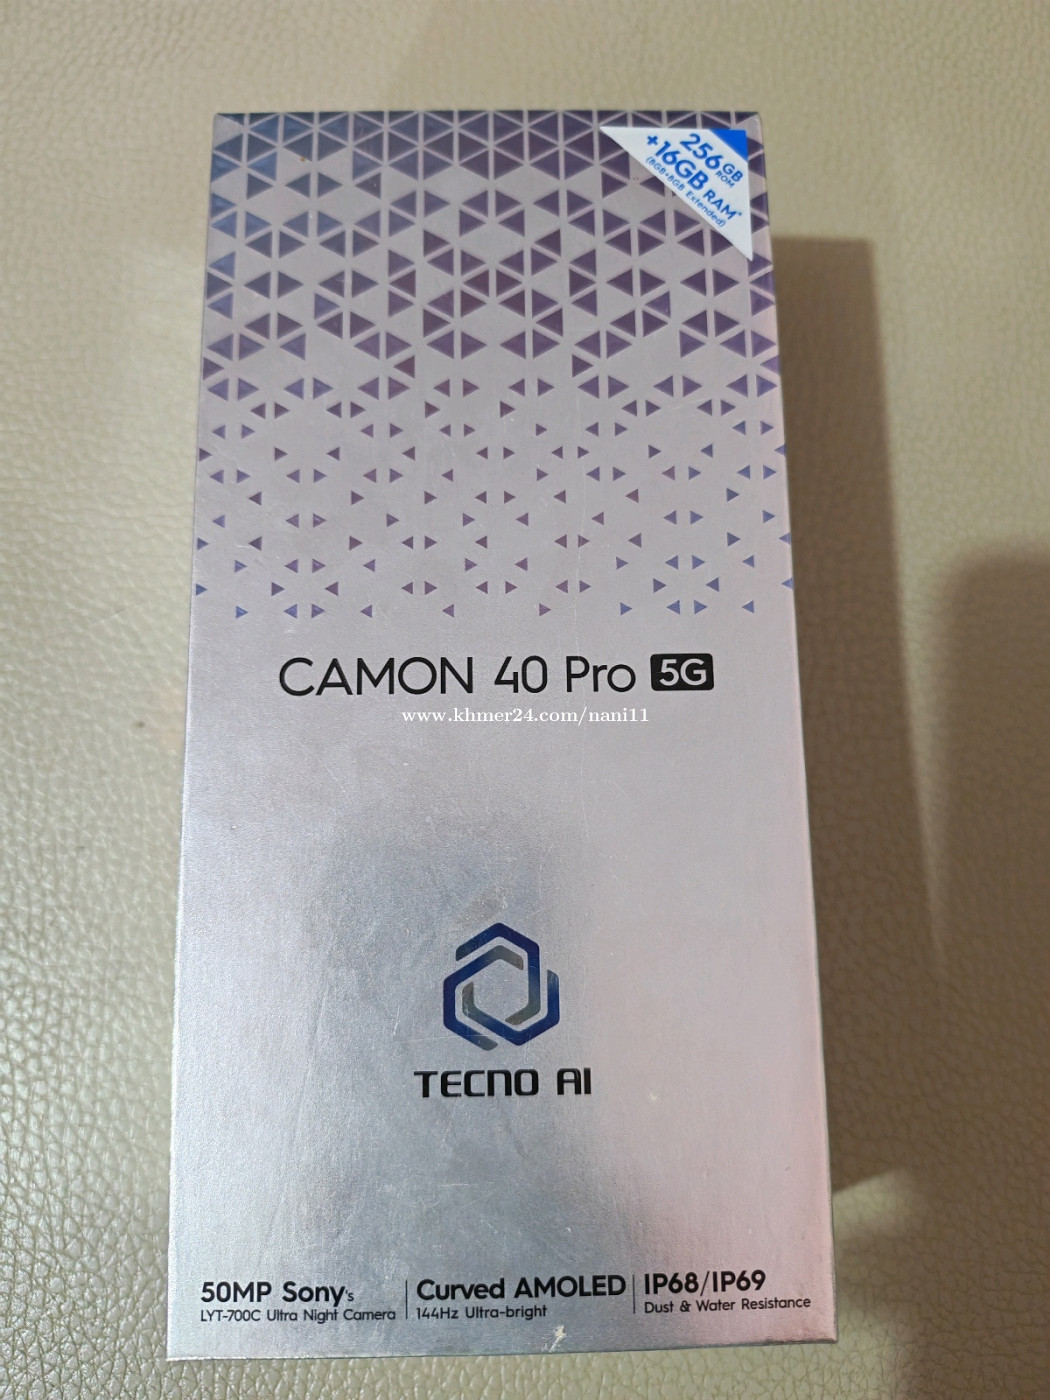 256GB
ROM
+16GB RAM*
(8GB+8GB Extended)
CAMON 40 Pro 5G
www.khmer24.com/nani11
TECNO AI
50MP Sony's
LYT-700C Ultra Night Camera
Curved AMOLED
144Hz Ultra-bright
IP68/IP69
Dust & Water Resistance